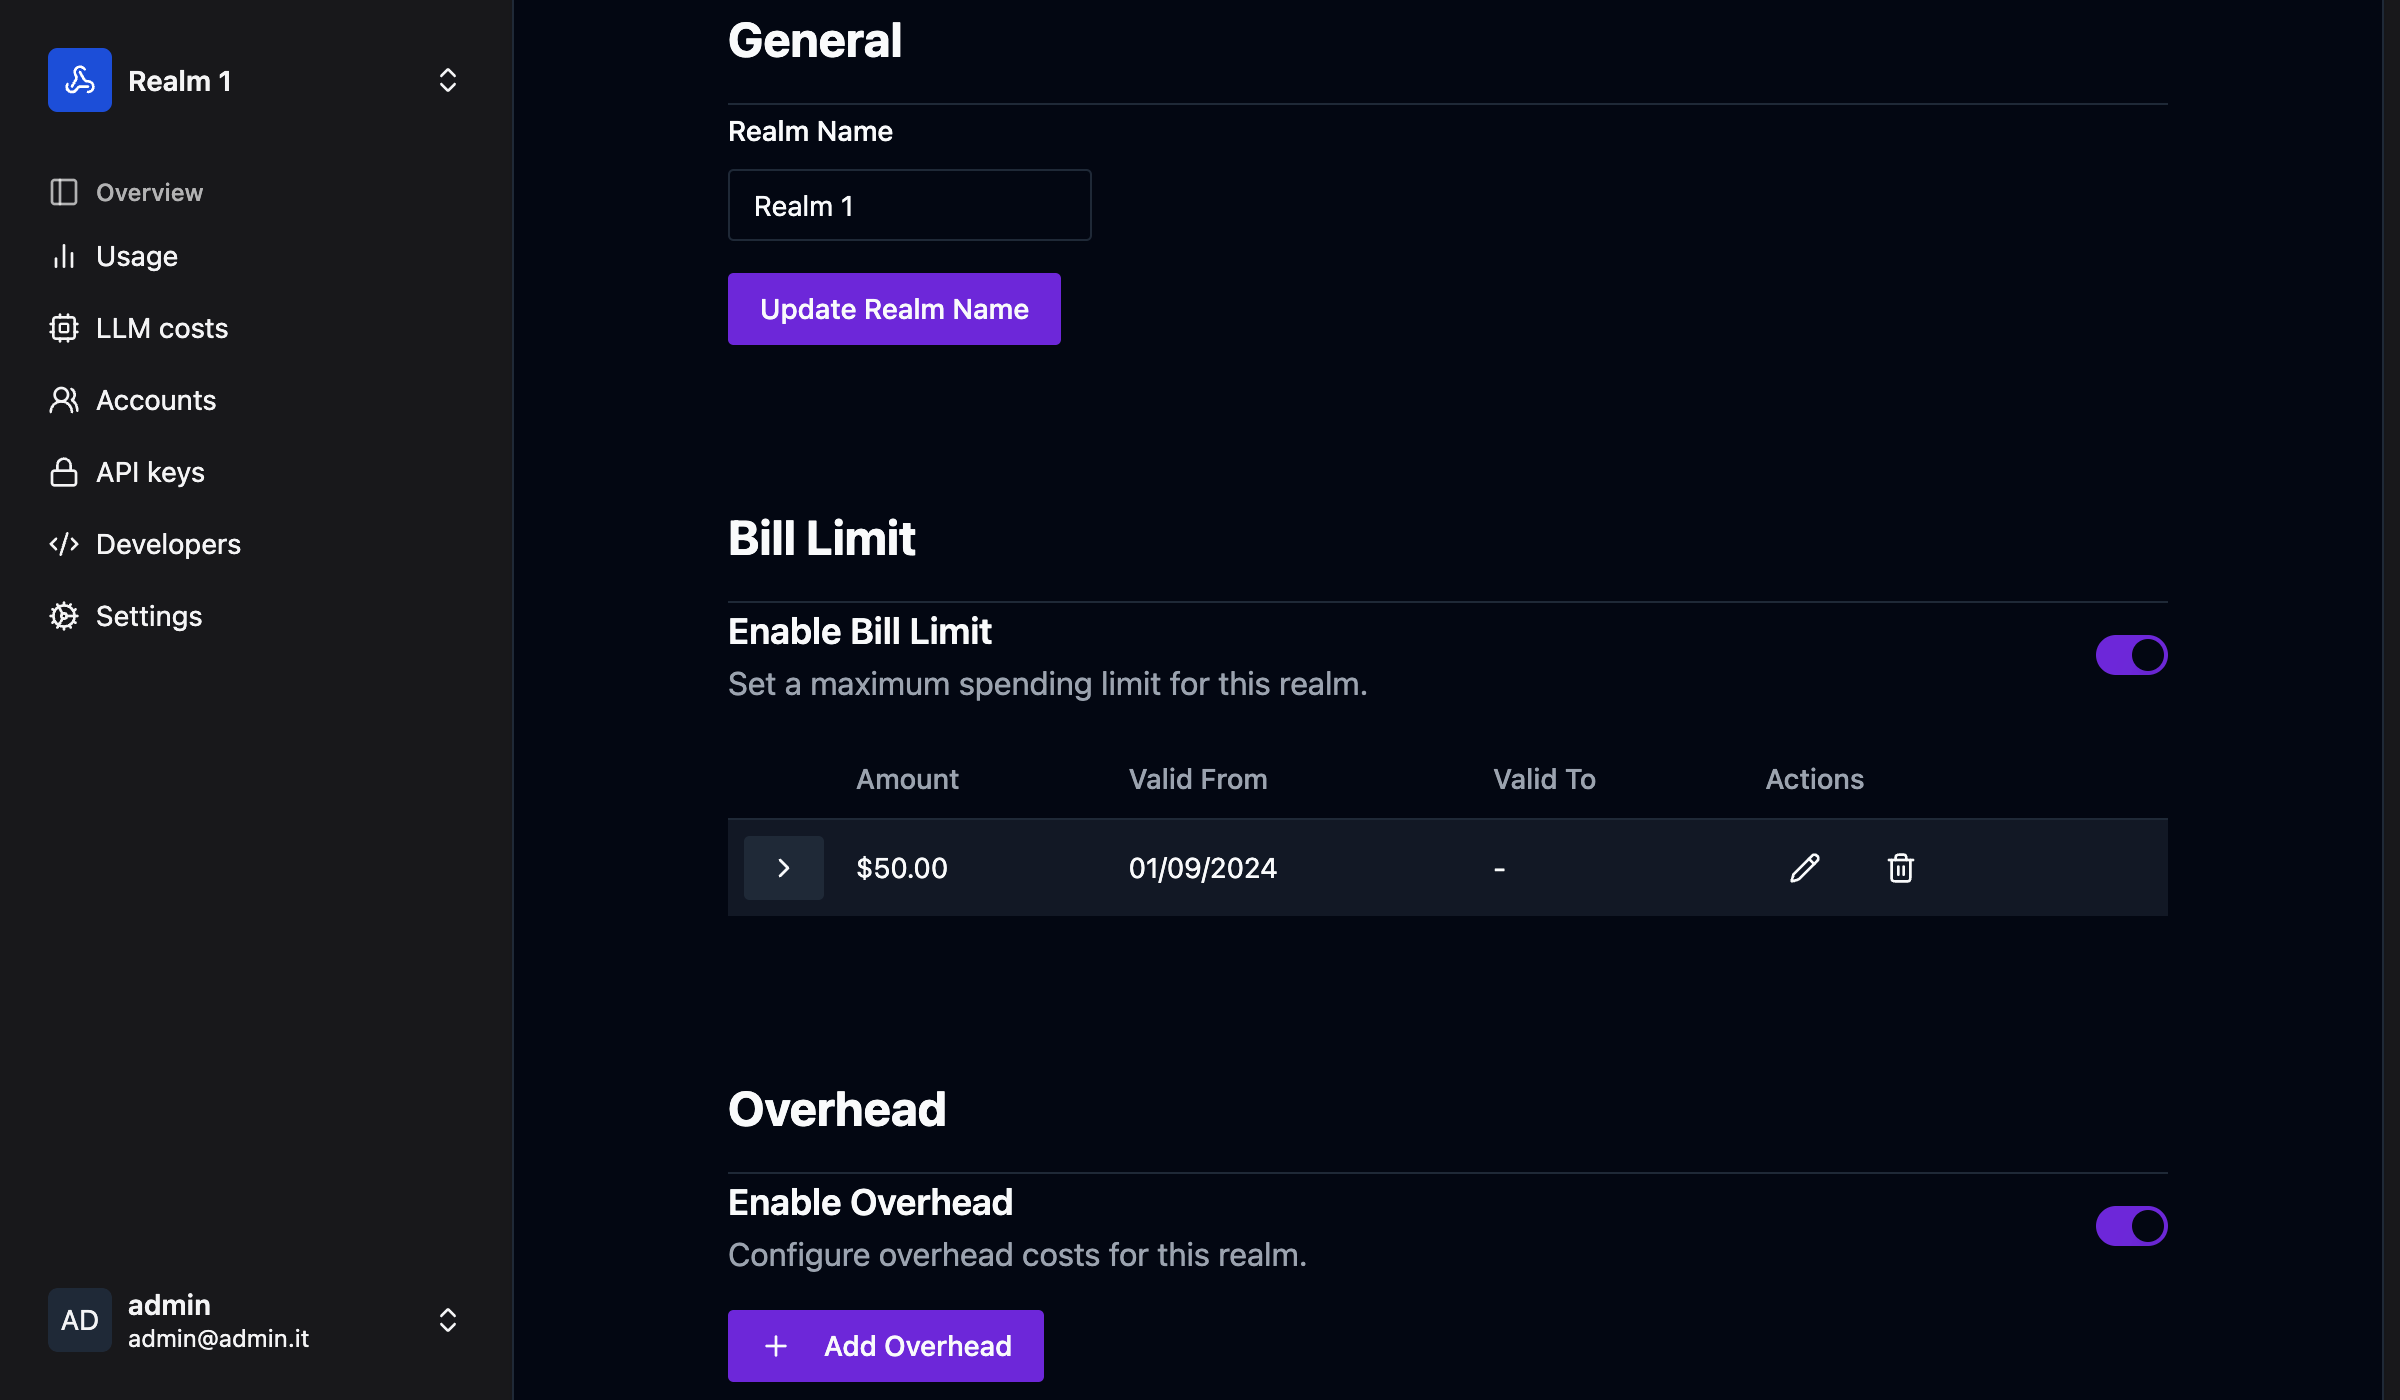 Realm 1
Overview
Usage
LLM costs
Accounts
API keys
Developers
Settings
AD
admin
admin@admin.it
General
Realm Name
Realm 1
Update Realm Name
Bill Limit
Enable Bill Limit
Set a maximum spending limit for this realm.
Amount Valid From Valid To Actions
$50.00 01/09/2024 -
Overhead
Enable Overhead
Configure overhead costs for this realm.
Add Overhead